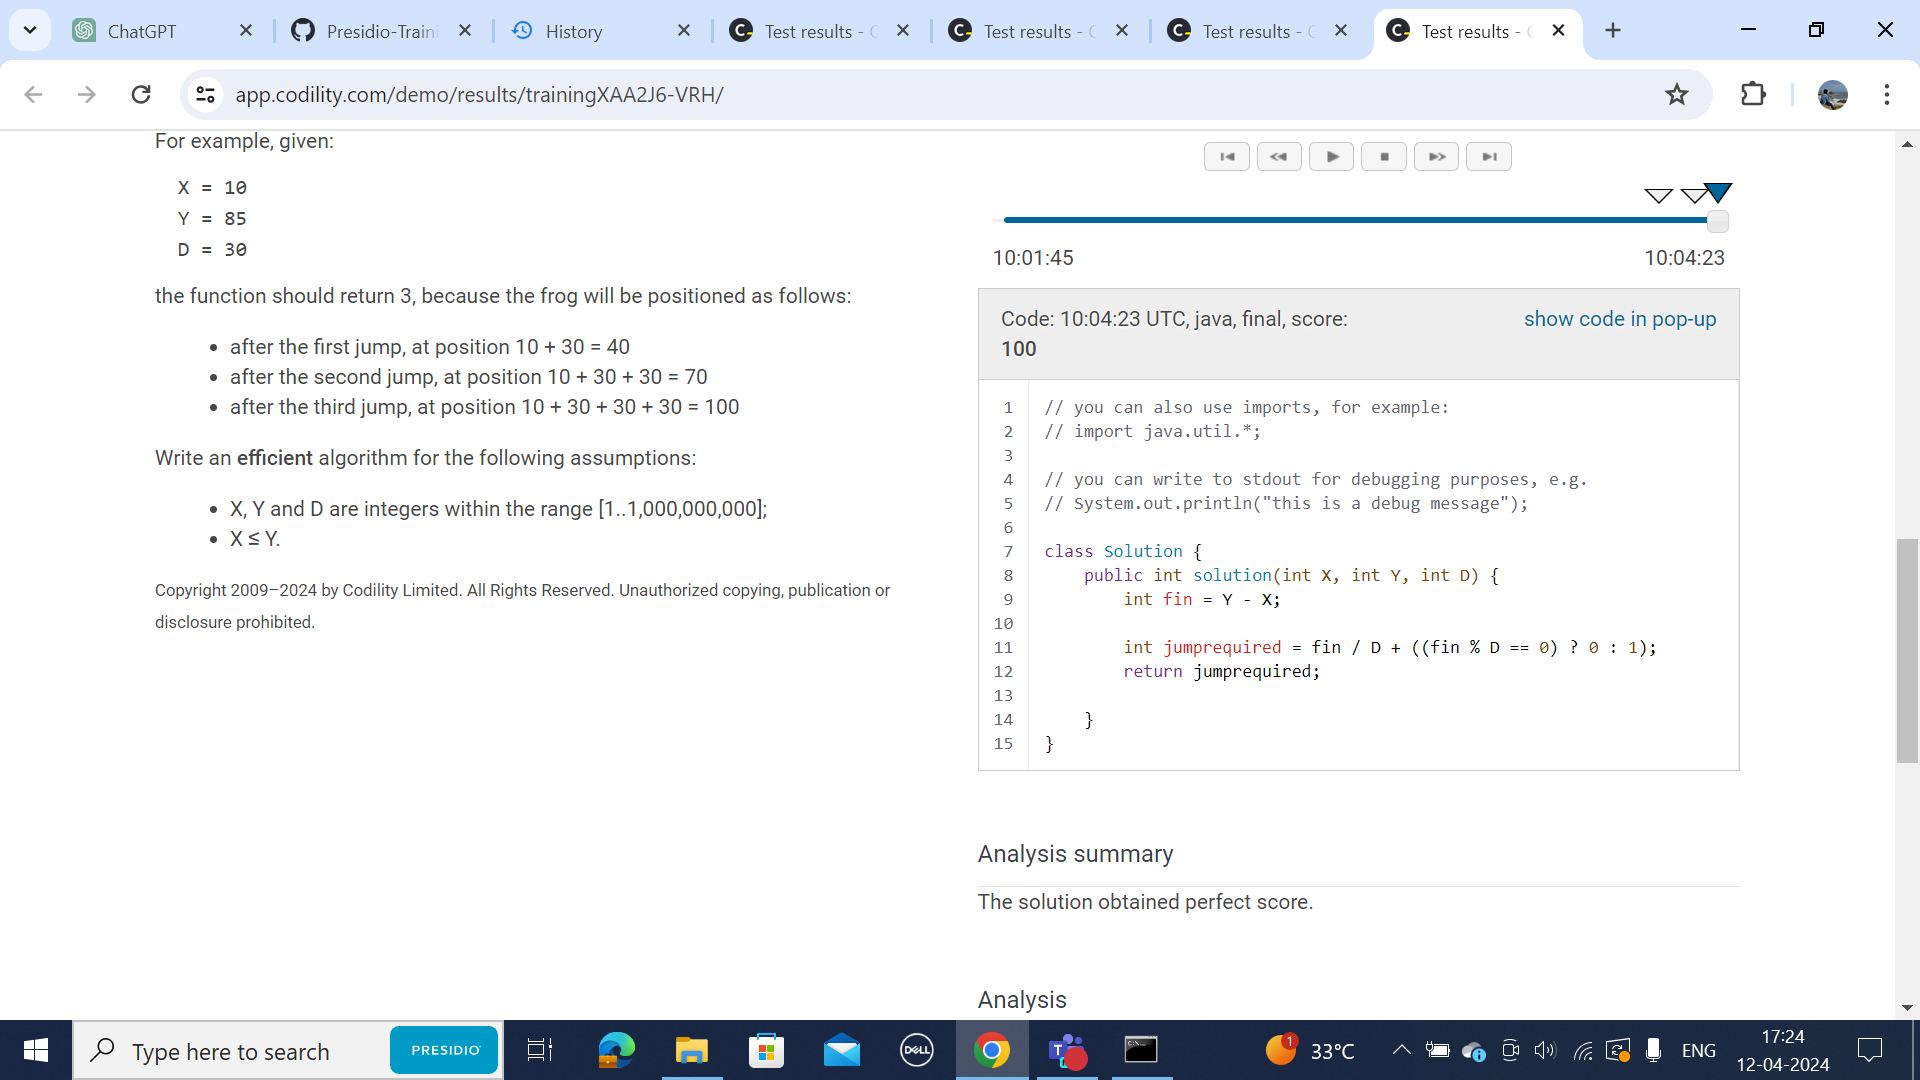 ChatGPT
Presidio-Traini
History
Test results - C
Test results - C
Test results - C
Test results - C
app.codility.com/demo/results/trainingXAA2J6-VRH/
For example, given:
X = 10
Y = 85
D = 30
the function should return 3, because the frog will be positioned as follows:
after the first jump, at position 10 + 30 = 40
after the second jump, at position 10 + 30 + 30 = 70
after the third jump, at position 10 + 30 + 30 + 30 = 100
Write an efficient algorithm for the following assumptions:
X, Y and D are integers within the range [1..1,000,000,000];
X ≤ Y.
Copyright 2009–2024 by Codility Limited. All Rights Reserved. Unauthorized copying, publication or
disclosure prohibited.
10:01:45
10:04:23
Code: 10:04:23 UTC, java, final, score:
100
show code in pop-up
1 // you can also use imports, for example:
2 // import java.util.*;
3
4 // you can write to stdout for debugging purposes, e.g.
5 // System.out.println("this is a debug message");
6
7 class Solution {
8 public int solution(int X, int Y, int D) {
9 int fin = Y - X;
10
11 int jumprequired = fin / D + ((fin % D == 0) ? 0 : 1);
12 return jumprequired;
13
14 }
15 }
Analysis summary
The solution obtained perfect score.
Analysis
Type here to search
PRESIDIO
DELL
1
33°C
ENG
17:24
12-04-2024